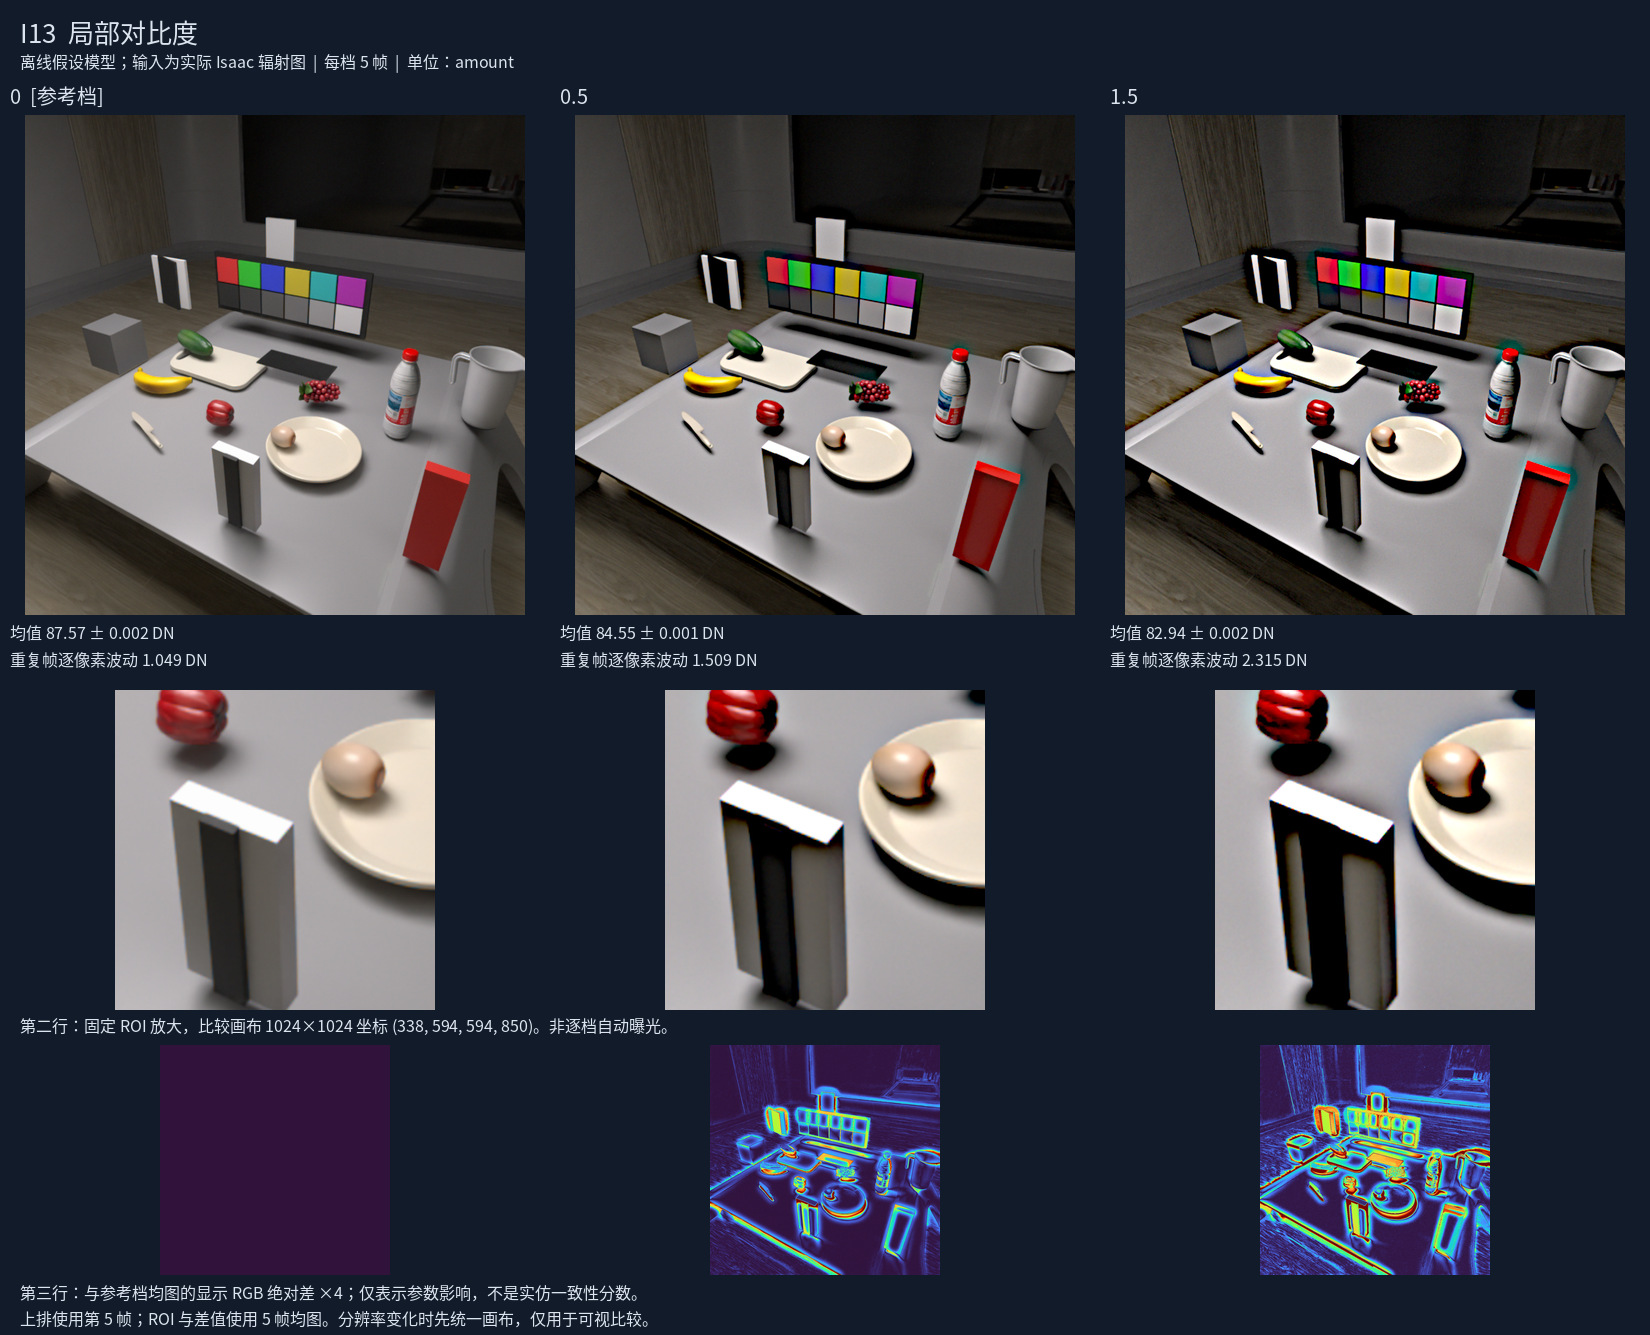 I13 局部对比度
离线假设模型；输入为实际 Isaac 辐射图 | 每档 5 帧 | 单位：amount
0 [参考档]
0.5
1.5
均值 87.57 ± 0.002 DN
重复帧逐像素波动 1.049 DN
均值 84.55 ± 0.001 DN
重复帧逐像素波动 1.509 DN
均值 82.94 ± 0.002 DN
重复帧逐像素波动 2.315 DN
第二行：固定 ROI 放大，比较画布 1024×1024 坐标 (338, 594, 594, 850)。非逐档自动曝光。
第三行：与参考档均图的显示 RGB 绝对差 ×4；仅表示参数影响，不是实仿一致性分数。
上排使用第 5 帧；ROI 与差值使用 5 帧均图。分辨率变化时先统一画布，仅用于可视比较。